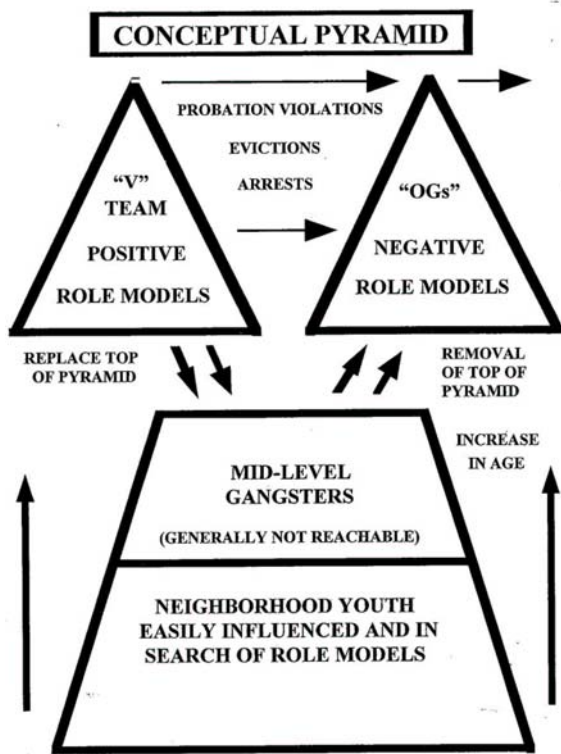 CONCEPTUAL PYRAMID
PROBATION VIOLATIONS
EVICTIONS
ARRESTS
“V”
TEAM
POSITIVE
ROLE MODELS
“OGs”
NEGATIVE
ROLE MODELS
REPLACE TOP
OF PYRAMID
REMOVAL
OF TOP OF
PYRAMID
INCREASE
IN AGE
MID-LEVEL
GANGSTERS
(GENERALLY NOT REACHABLE)
NEIGHBORHOOD YOUTH
EASILY INFLUENCED AND IN
SEARCH OF ROLE MODELS